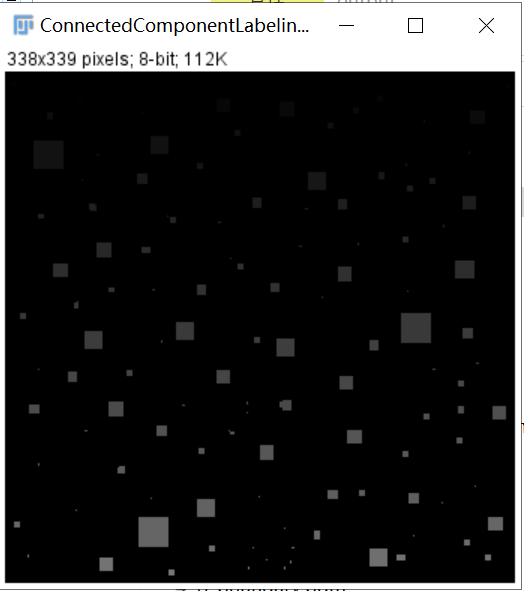 ConnectedComponentLabelin...
338x339 pixels; 8-bit; 112K